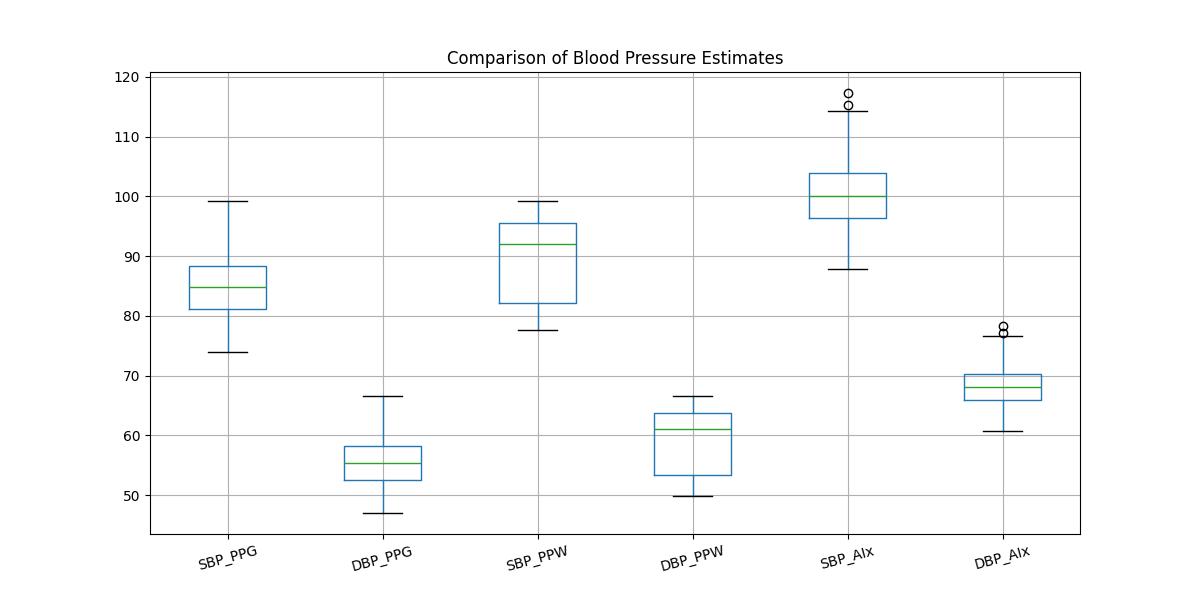 Comparison of Blood Pressure Estimates
120
110
100
90
80
70
60
50
SBP_PPG
DBP_PPG
SBP_PPW
DBP_PPW
SBP_AIx
DBP_AIx